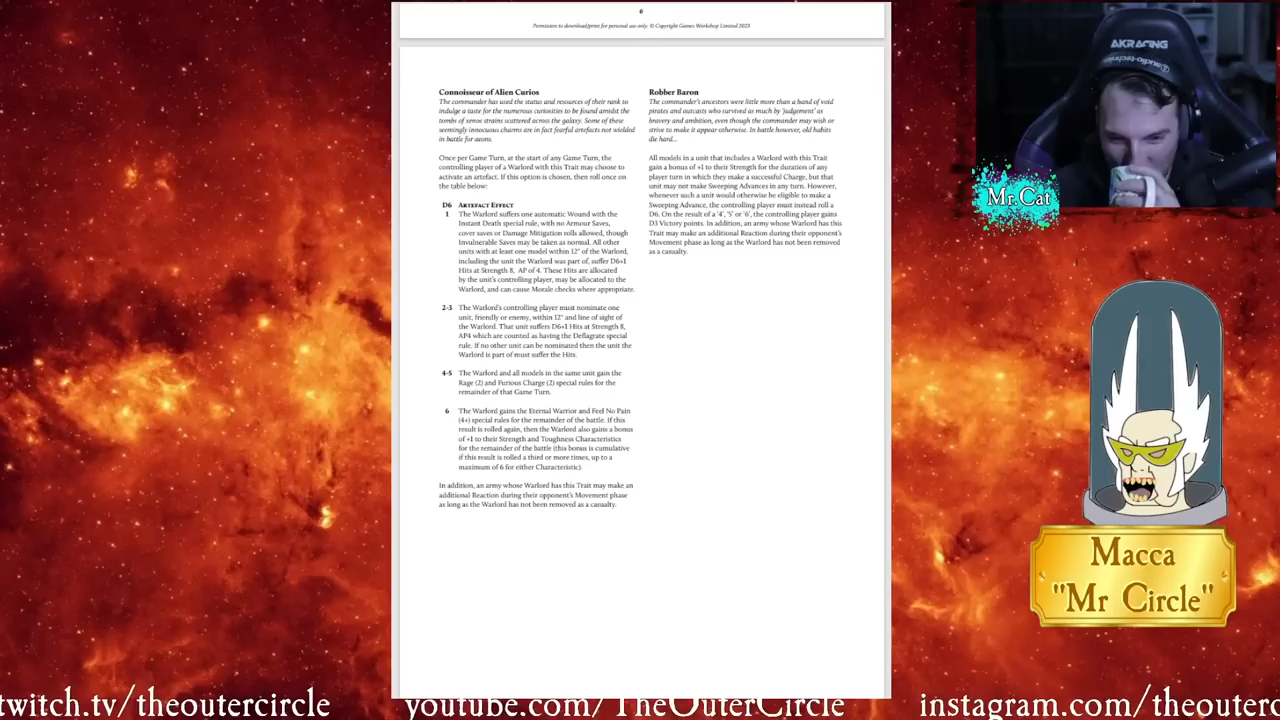 6
Permission to download/print for personal use only. © Copyright Games Workshop Limited 2023
Connoisseur of Alien Curios
The commander has used the status and resources of their rank to
indulge a taste for the numerous curiosities to be found amidst the
tombs of xenos strains scattered across the galaxy. Some of these
seemingly innocuous charms are in fact fearful artefacts not wielded
in battle for aeons.
Once per Game Turn, at the start of any Game Turn, the
controlling player of a Warlord with this Trait may choose to
activate an artefact. If this option is chosen, then roll once on
the table below:
D6 Artefact Effect
1 The Warlord suffers one automatic Wound with the
Instant Death special rule, with no Armour Saves,
cover saves or Damage Mitigation rolls allowed, though
Invulnerable Saves may be taken as normal. All other
units with at least one model within 12" of the Warlord,
including the unit the Warlord was part of, suffer D6+1
Hits at Strength 8, AP of 4. These Hits are allocated
by the unit's controlling player, may be allocated to the
Warlord, and can cause Morale checks where appropriate.
2-3 The Warlord's controlling player must nominate one
unit, friendly or enemy, within 12" and line of sight of
the Warlord. That unit suffers D6+1 Hits at Strength 8,
AP4 which are counted as having the Deflagrate special
rule. If no other unit can be nominated then the unit the
Warlord is part of must suffer the Hits.
4-5 The Warlord and all models in the same unit gain the
Rage (2) and Furious Charge (2) special rules for the
remainder of that Game Turn.
6 The Warlord gains the Eternal Warrior and Feel No Pain
(4+) special rules for the remainder of the battle. If this
result is rolled again, then the Warlord also gains a bonus
of +1 to their Strength and Toughness Characteristics
for the remainder of the battle (this bonus is cumulative
if this result is rolled a third or more times, up to a
maximum of 6 for either Characteristic).
In addition, an army whose Warlord has this Trait may make an
additional Reaction during their opponent's Movement phase
as long as the Warlord has not been removed as a casualty.
Robber Baron
The commander's ancestors were little more than a band of void
pirates and outcasts who survived as much by 'judgement' as
bravery and ambition, even though the commander may wish or
strive to make it appear otherwise. In battle however, old habits
die hard...
All models in a unit that includes a Warlord with this Trait
gain a bonus of +1 to their Strength for the duration of any
player turn in which they make a successful Charge, but that
unit may not make Sweeping Advances in any turn. However,
whenever such a unit would otherwise be eligible to make a
Sweeping Advance, the controlling player must instead roll a
D6. On the result of a '4', '5' or '6', the controlling player gains
D3 Victory points. In addition, an army whose Warlord has this
Trait may make an additional Reaction during their opponent's
Movement phase as long as the Warlord has not been removed
as a casualty.
AKRACING
audio-technica
Mr.Cat
Macca
"Mr Circle"
twitch.tv/theoutercircle
youtube.com/TheOuterCircle
instagram.com/theouterc